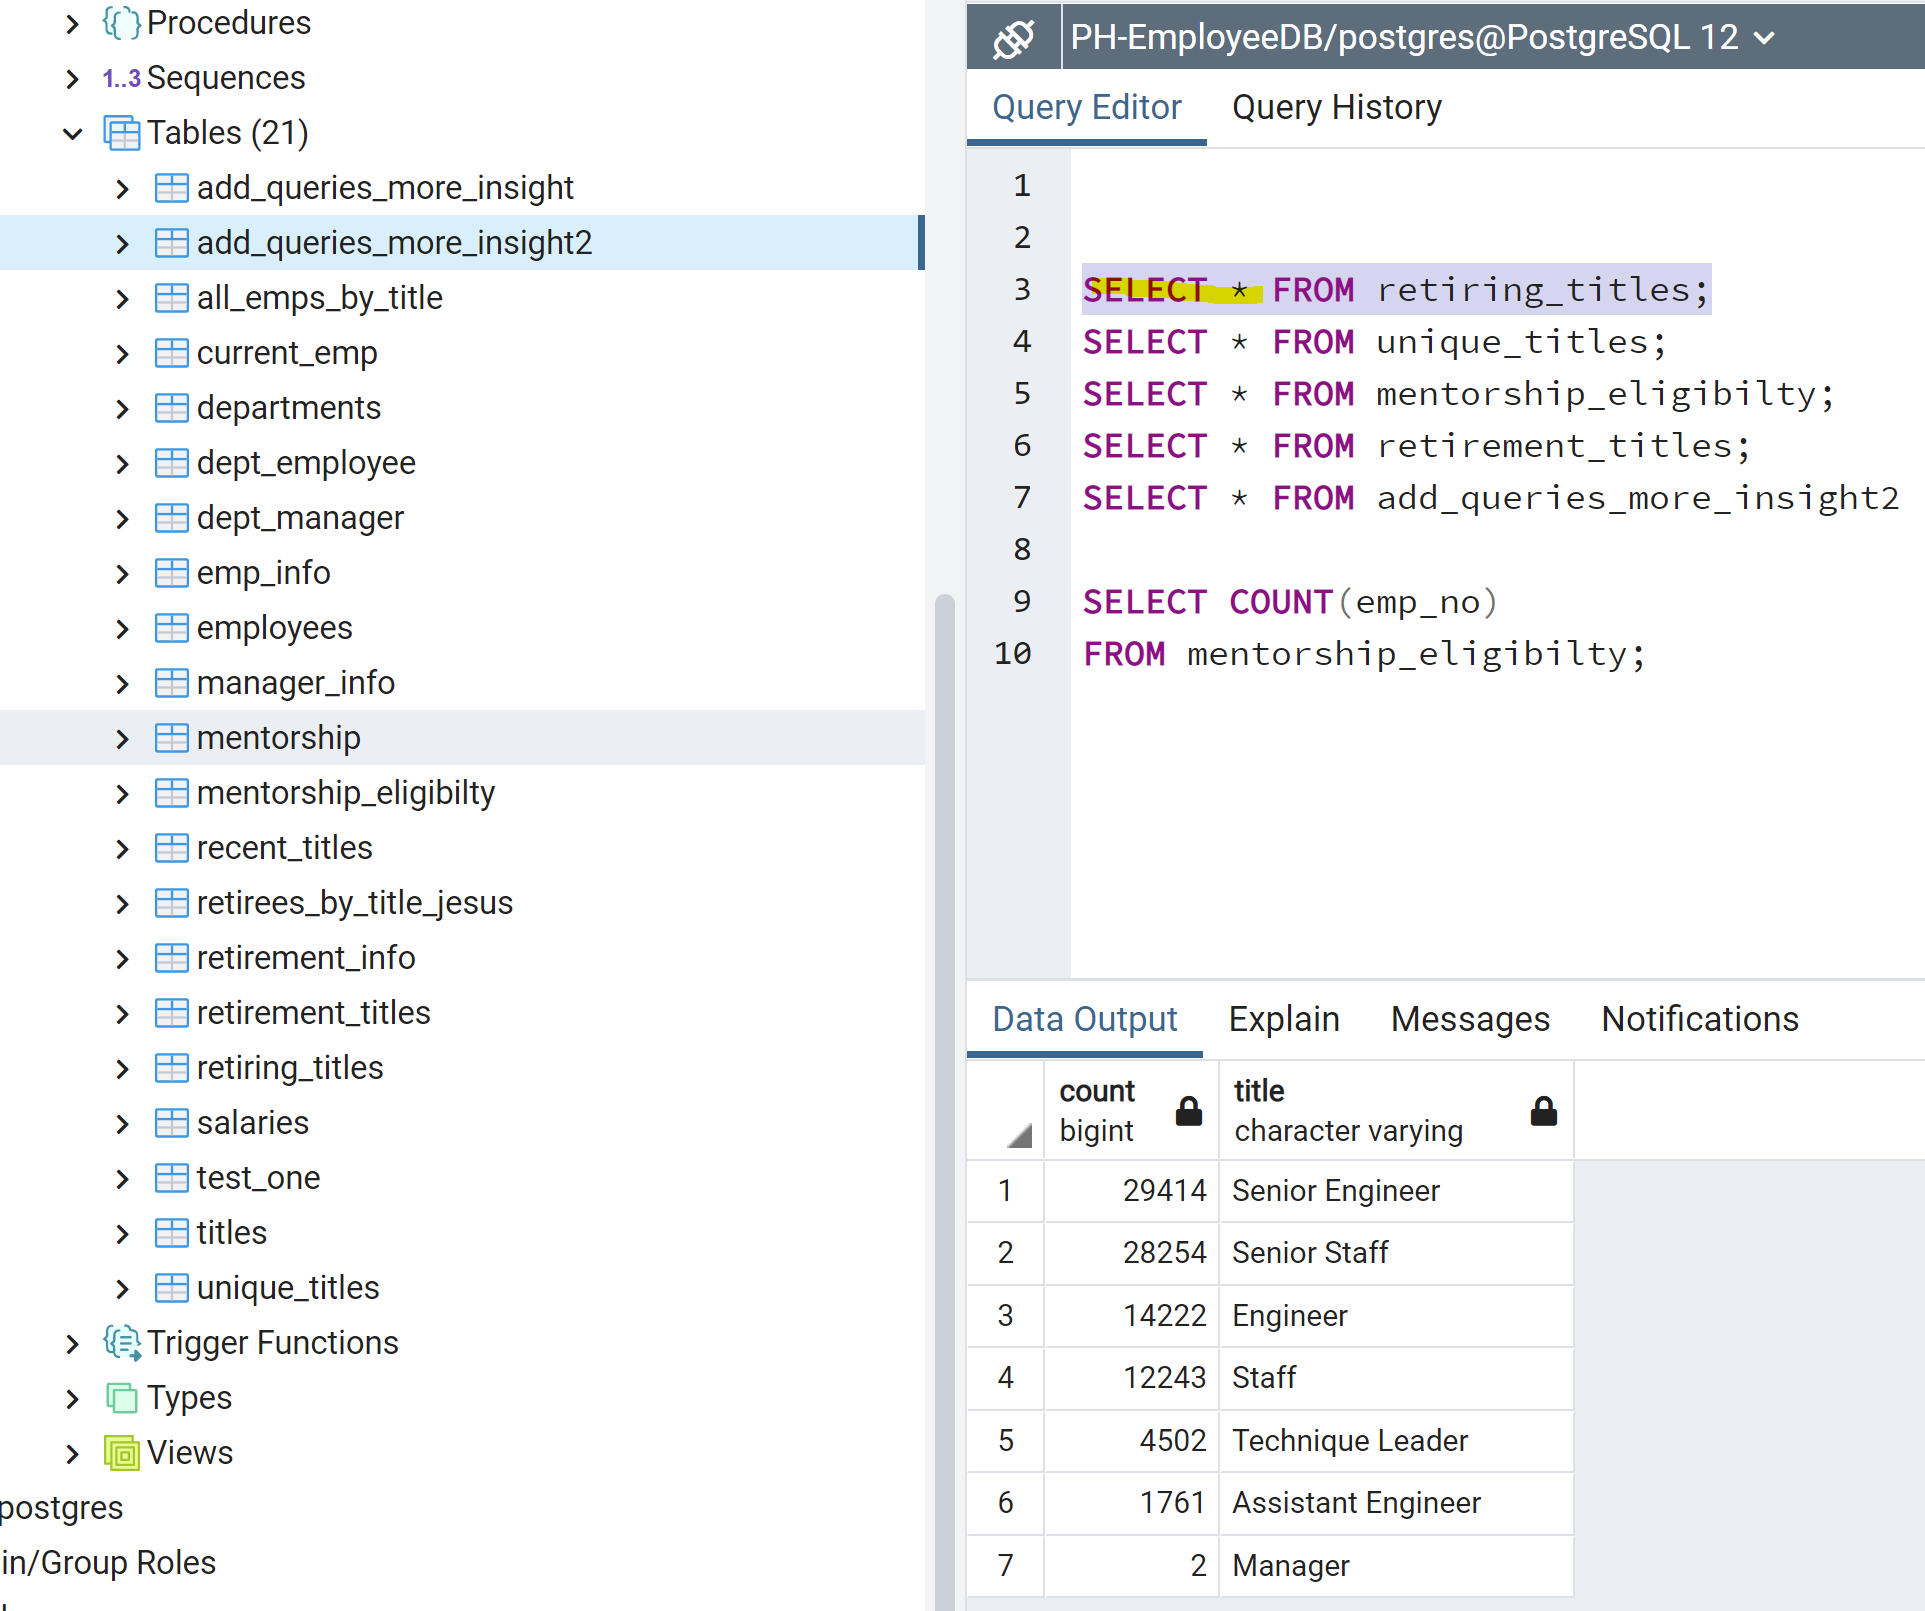 Procedures
1..3 Sequences
Tables (21)
add_queries_more_insight
add_queries_more_insight2
all_emps_by_title
current_emp
departments
dept_employee
dept_manager
emp_info
employees
manager_info
mentorship
mentorship_eligibilty
recent_titles
retirees_by_title_jesus
retirement_info
retirement_titles
retiring_titles
salaries
test_one
titles
unique_titles
Trigger Functions
Types
Views
postgres
in/Group Roles
PH-EmployeeDB/postgres@PostgreSQL 12
Query Editor Query History
1
2
3 SELECT * FROM retiring_titles;
4 SELECT * FROM unique_titles;
5 SELECT * FROM mentorship_eligibilty;
6 SELECT * FROM retirement_titles;
7 SELECT * FROM add_queries_more_insight2
8
9 SELECT COUNT(emp_no)
10 FROM mentorship_eligibilty;
Data Output Explain Messages Notifications
count title
bigint character varying
1 29414 Senior Engineer
2 28254 Senior Staff
3 14222 Engineer
4 12243 Staff
5 4502 Technique Leader
6 1761 Assistant Engineer
7 2 Manager